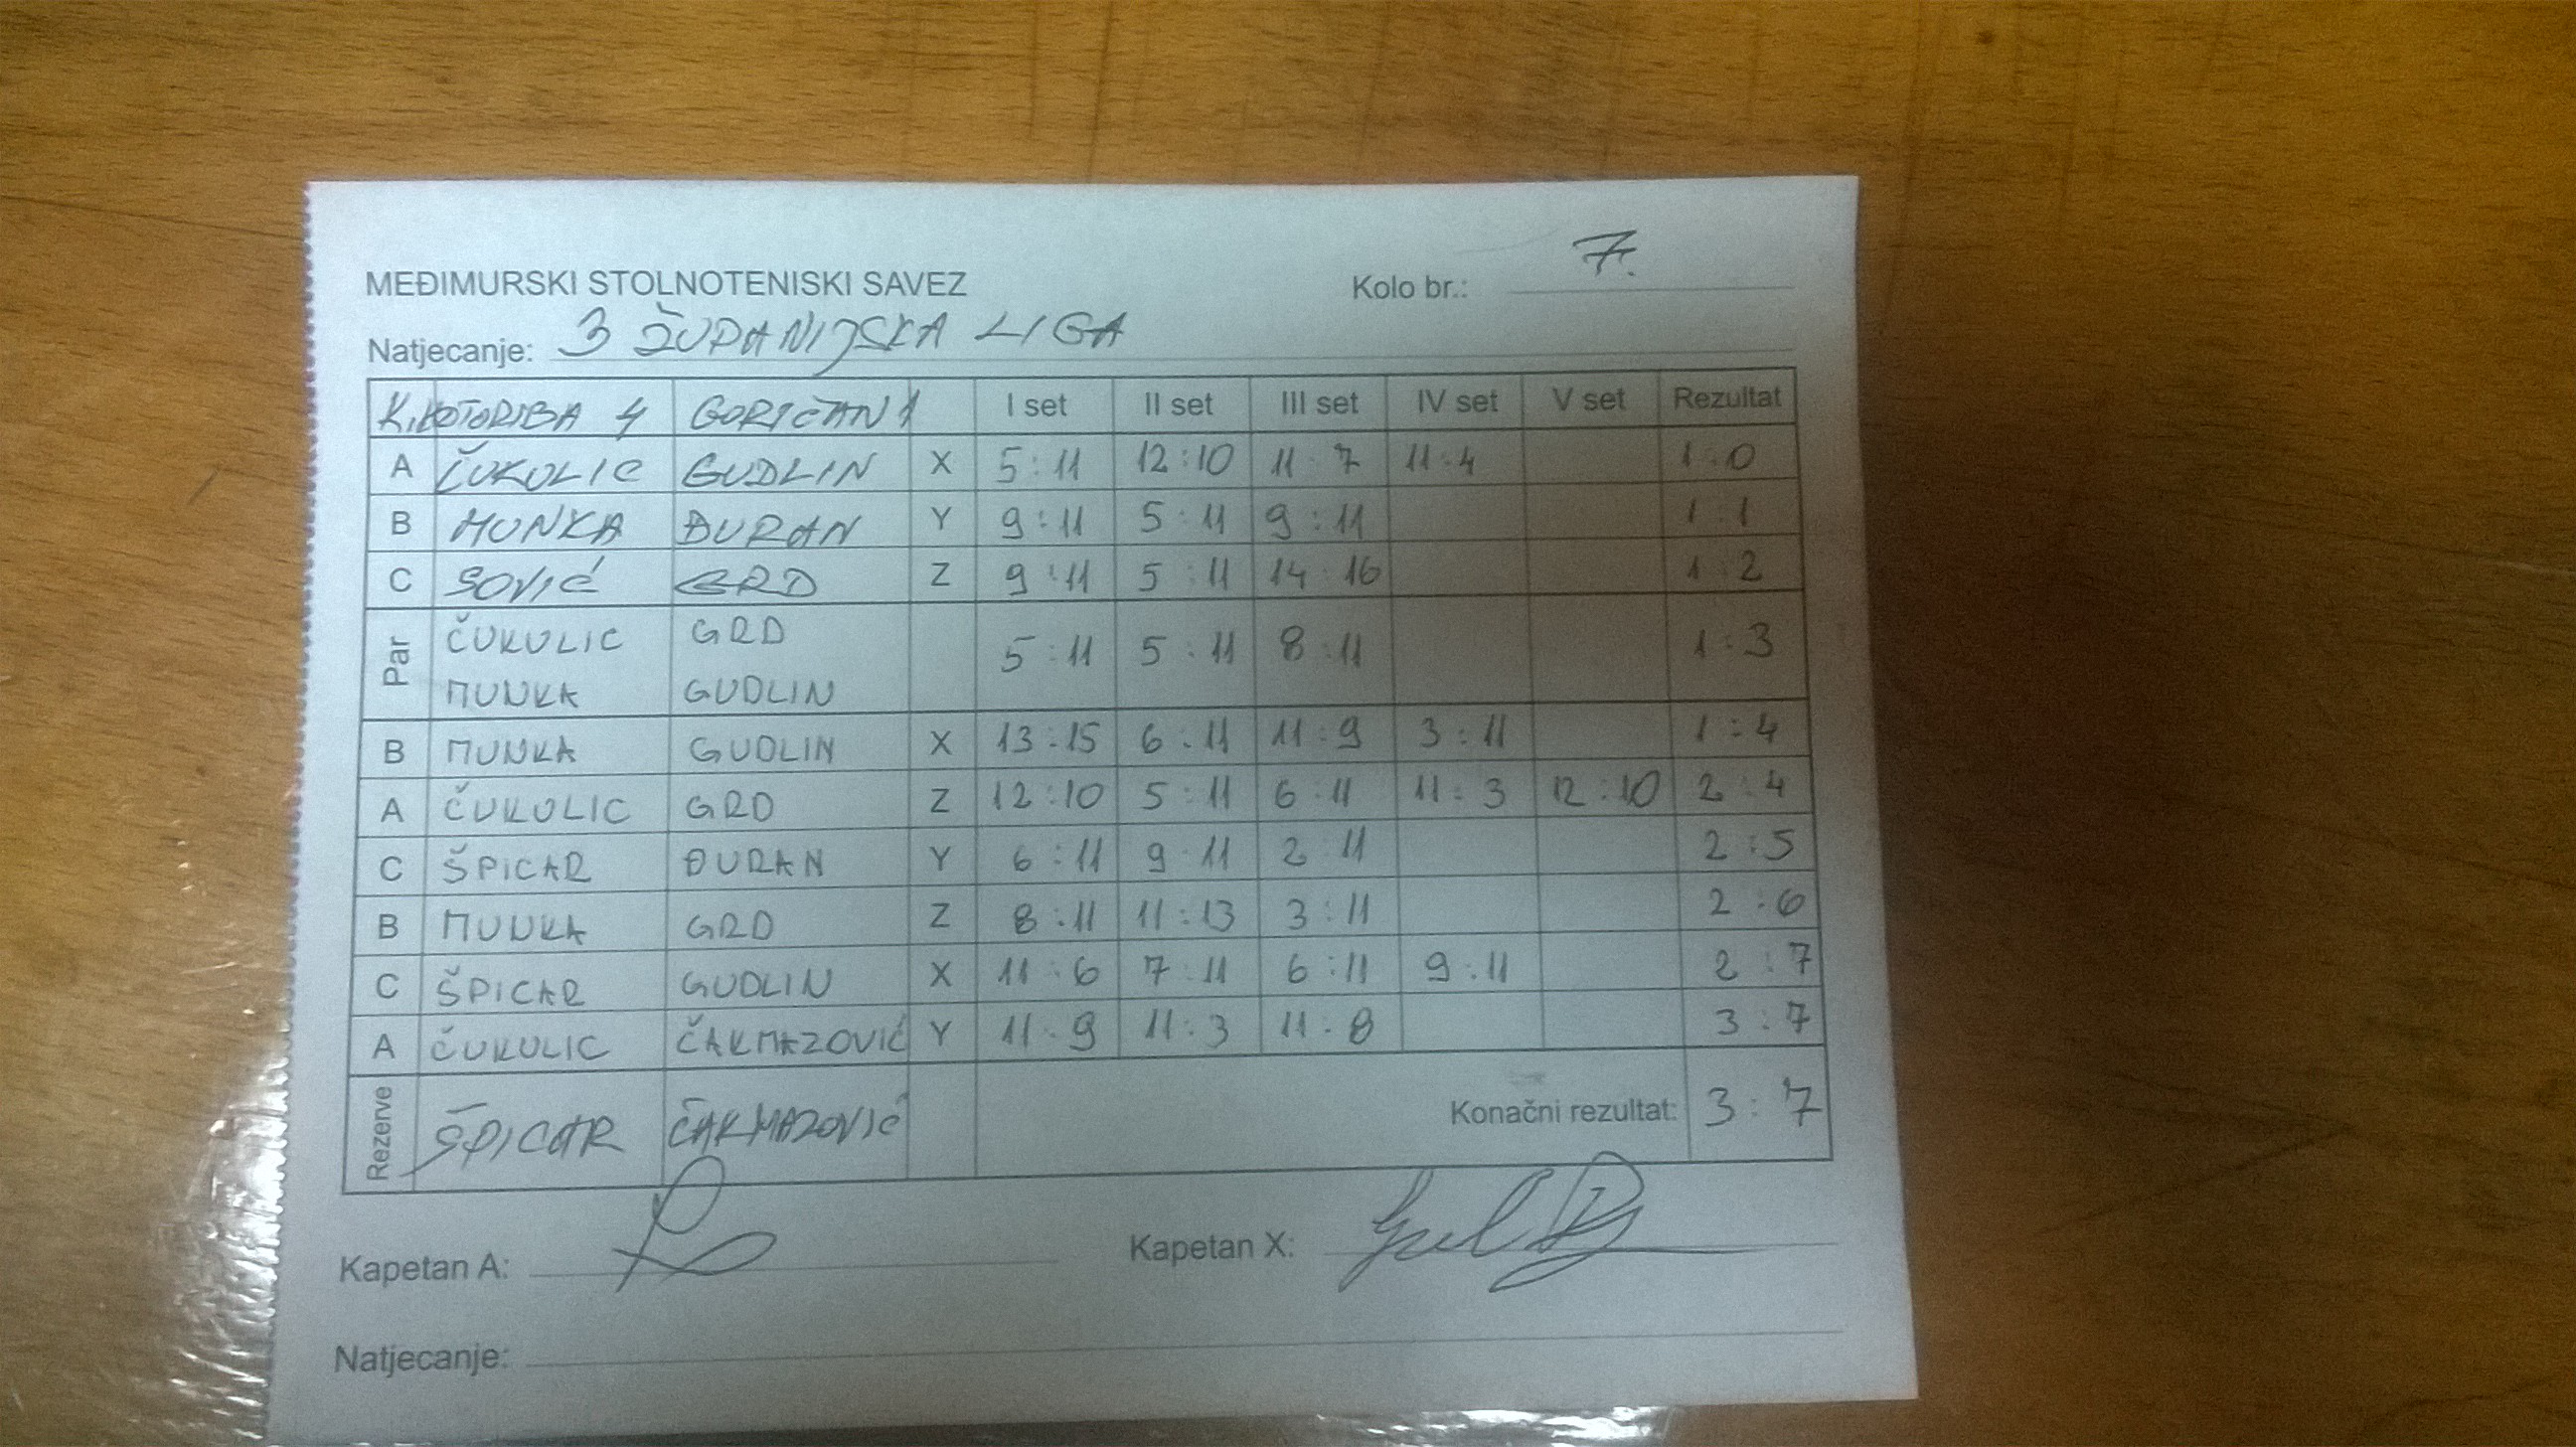 MEĐIMURSKI STOLNOTENISKI SAVEZ Kolo br.: 7.
Natjecanje: 3 ŽUPANIJSKA LIGA
K.KOTORIBA 4 GORIČAN 1 I set II set III set IV set V set Rezultat
A ČUKULIC GUDLIN X 5:11 12:10 11:7 11:4 1:0
B MUNKA ĐURAN Y 9:11 5:11 9:11 1:1
C SOVIĆ GRD Z 9:11 5:11 14:16 1:2
Par ČUKULIC GRD 5:11 5:11 8:11 1:3
MUNKA GUDLIN
B MUNKA GUDLIN X 13:15 6:11 11:9 3:11 1:4
A ČUKULIC GRD Z 12:10 5:11 6:11 11:3 12:10 2:4
C ŠPICAR ĐURAN Y 6:11 9:11 2:11 2:5
B MUNKA GRD Z 8:11 11:13 3:11 2:6
C ŠPICAR GUDLIN X 11:6 7:11 6:11 9:11 2:7
A ČUKULIC ČAKMAZOVIĆ Y 11:9 11:3 11:8 3:7
Rezerve ŠPICAR ČAKMAZOVIĆ Konačni rezultat: 3:7
Kapetan A: Kapetan X:
Natjecanje: